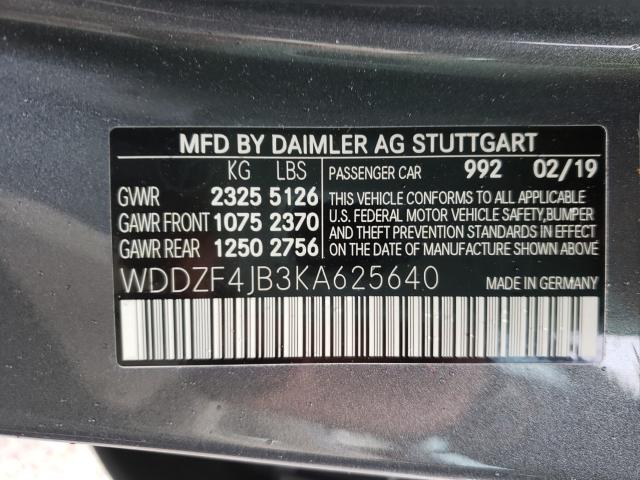 MFD BY DAIMLER AG STUTTGART
KG LBS
GWR 2325 5126
GAWR FRONT 1075 2370
GAWR REAR 1250 2756
PASSENGER CAR 992 02/19
THIS VEHICLE CONFORMS TO ALL APPLICABLE
U.S. FEDERAL MOTOR VEHICLE SAFETY,BUMPER
AND THEFT PREVENTION STANDARDS IN EFFECT
ON THE DATE OF MANUFACTURE SHOWN ABOVE.
WDDZF4JB3KA625640
MADE IN GERMANY